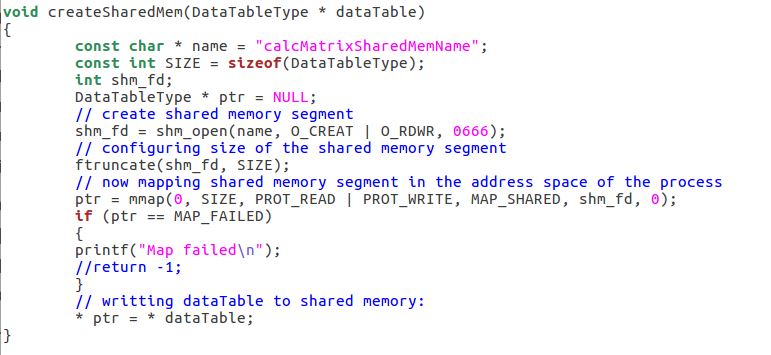 void createSharedMem(DataTableType * dataTable)
{
        const char * name = "calcMatrixSharedMemName";
        const int SIZE = sizeof(DataTableType);
        int shm_fd;
        DataTableType * ptr = NULL;
        // create shared memory segment
        shm_fd = shm_open(name, O_CREAT | O_RDWR, 0666);
        // configuring size of the shared memory segment
        ftruncate(shm_fd, SIZE);
        // now mapping shared memory segment in the address space of the process
        ptr = mmap(0, SIZE, PROT_READ | PROT_WRITE, MAP_SHARED, shm_fd, 0);
        if (ptr == MAP_FAILED)
        {
        printf("Map failed\n");
        //return -1;
        }
        // writting dataTable to shared memory:
        * ptr = * dataTable;
}